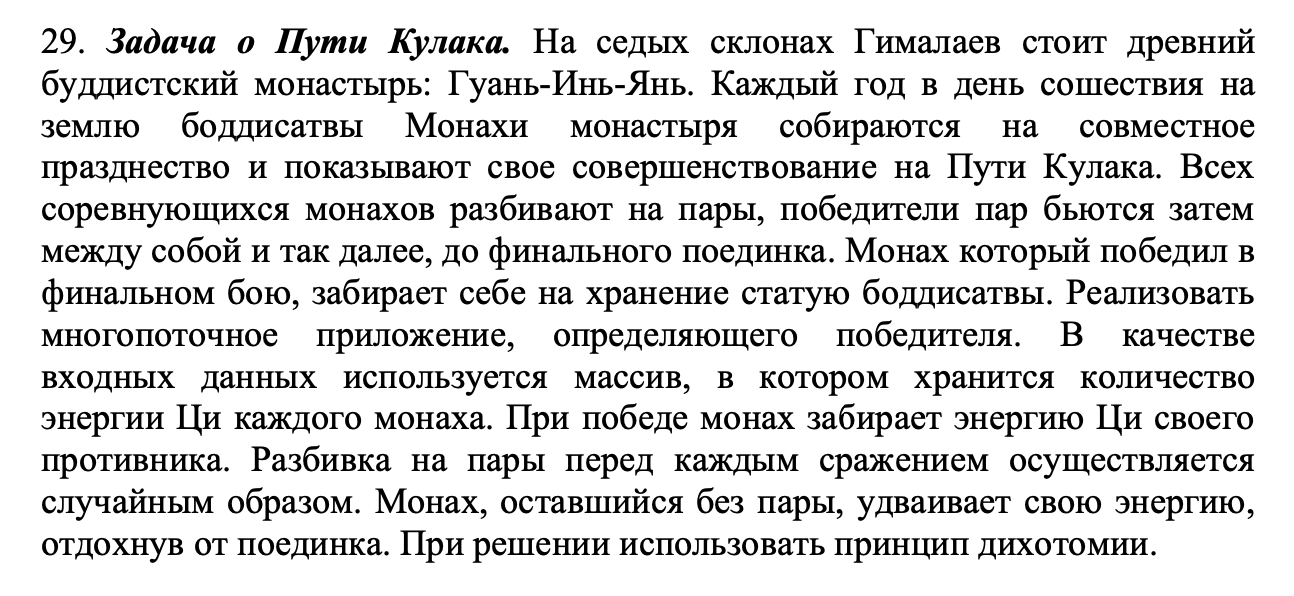 29. Задача о Пути Кулака. На седых склонах Гималаев стоит древний
буддистский монастырь: Гуань-Инь-Янь. Каждый год в день сошествия на
землю боддисатвы Монахи монастыря собираются на совместное
празднество и показывают свое совершенствование на Пути Кулака. Всех
соревнующихся монахов разбивают на пары, победители пар бьются затем
между собой и так далее, до финального поединка. Монах который победил в
финальном бою, забирает себе на хранение статую боддисатвы. Реализовать
многопоточное приложение, определяющего победителя. В качестве
входных данных используется массив, в котором хранится количество
энергии Ци каждого монаха. При победе монах забирает энергию Ци своего
противника. Разбивка на пары перед каждым сражением осуществляется
случайным образом. Монах, оставшийся без пары, удваивает свою энергию,
отдохнув от поединка. При решении использовать принцип дихотомии.